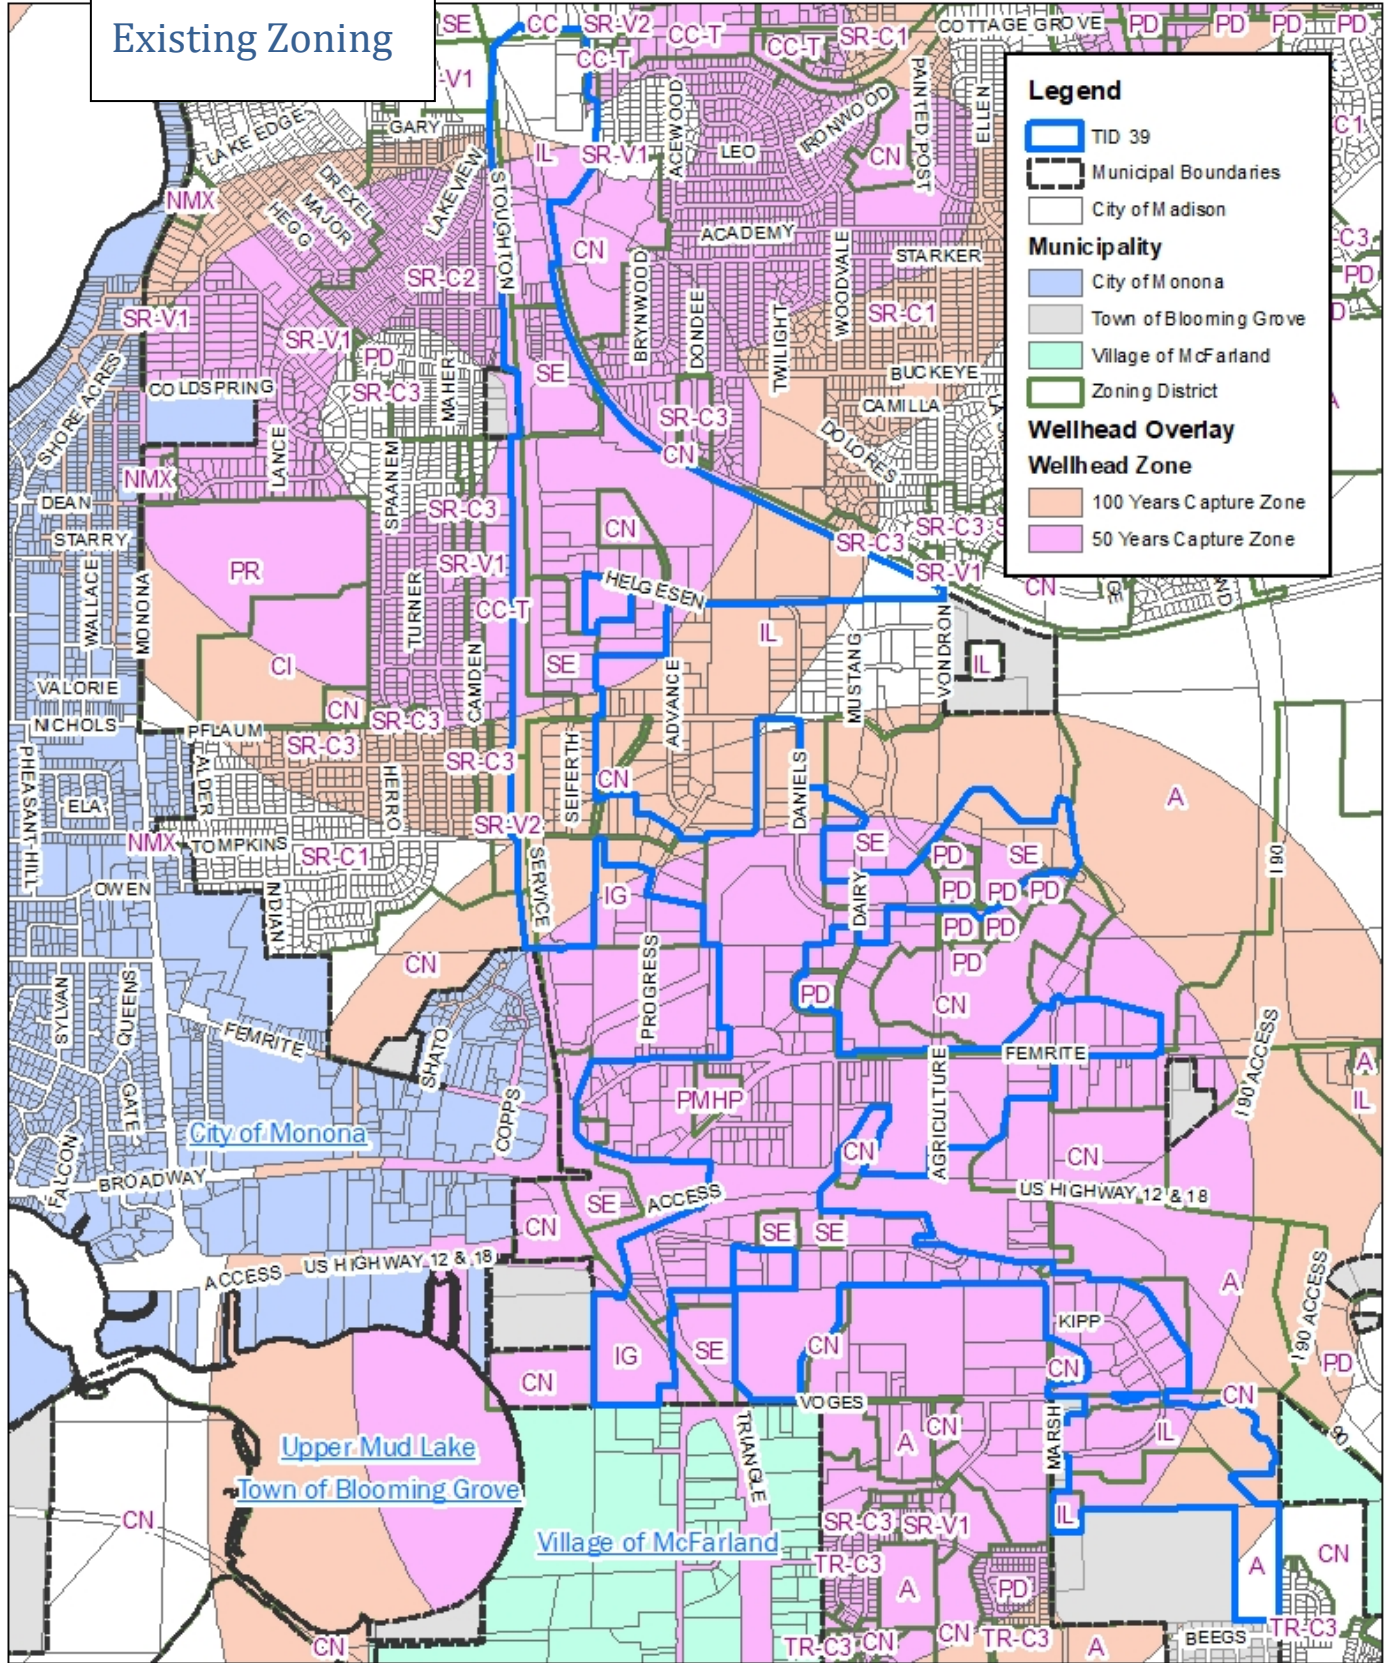 Existing Zoning
SE
CC
SR-V2
CC-T
CC-T
SR-C1
COTTAGE GROVE
PD
PD
PD
PD
CC-T
-V1
Legend
TID 39
Municipal Boundaries
City of Madison
Municipality
City of Monona
Town of Blooming Grove
Village of McFarland
Zoning District
Wellhead Overlay
Wellhead Zone
100 Years Capture Zone
50 Years Capture Zone
LAKE EDGE
GARY
ACEWOOD
IRONWOOD
PAINTED POST
ELLEN
C1
LEO
IL
SR-V1
CN
DREXEL
MAJOR
HEGG
LAKEVIEW
STOUGHTON
NMX
ACADEMY
CN
STARKER
C3
PD
SR-C2
BRYNWOOD
DONDEE
TWILIGHT
WOODVALE
SR-C1
SR-V1
SR-V1
PD
SR-C3
MAHER
SE
BUCKEYE
CAMILLA
SHORE ACRES
COLDSPRING
SR-C3
CN
DOLORES
LANCE
SPAANEM
NMX
DEAN
STARRY
SR-C3
CN
SR-C3
SR-C3
SR-V1
WALLACE
MONONA
PR
SR-V1
TURNER
CC-T
HELGESEN
CN
IL
MUSTANG
VONDRON
IL
CI
CAMDEN
SE
ADVANCE
VALORIE
NICHOLS
CN
SR-C3
PFLAUM
SR-C3
SR-C3
SEIFERTH
CN
DANIELS
A
PHEASANT HILL
ALDER
HERRO
ELA
SR-V2
NMX
TOMPKINS
SR-C1
SE
PD
SE
I 90
OWEN
INDIAN
SERVICE
IG
DAIRY
PD
PD
PD
PD
PD
CN
PROGRESS
PD
PD
CN
SYLVAN
QUEENS
FEMRITE
SHATO
FEMRITE
I 90 ACCESS
A
IL
GATE
COPPS
PMHP
AGRICULTURE
City of Monona
FALCON
BROADWAY
CN
CN
SE
ACCESS
US HIGHWAY 12 & 18
CN
SE
SE
ACCESS
US HIGHWAY 12 & 18
A
I 90 ACCESS
KIPP
IG
SE
CN
CN
PD
CN
VOGES
CN
CN
MARSH
IL
90
A
Upper Mud Lake
Town of Blooming Grove
TRIANGLE
CN
SR-C3
SR-V1
IL
Village of McFarland
TR-C3
A
PD
A
CN
CN
TR-C3
CN
CN
TR-C3
A
BEEGS
TR-C3